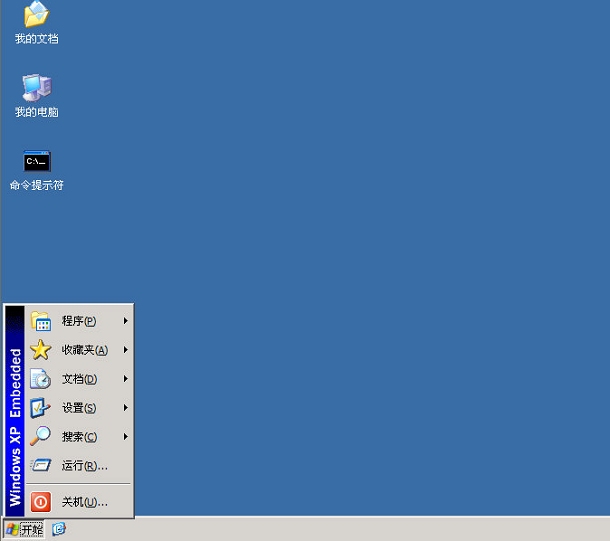 我的文档
我的电脑
C:\...
命令提示符
Windows XP Embedded
程序(P)
收藏夹(A)
文档(D)
设置(S)
搜索(C)
运行(R)...
关机(U)...
开始